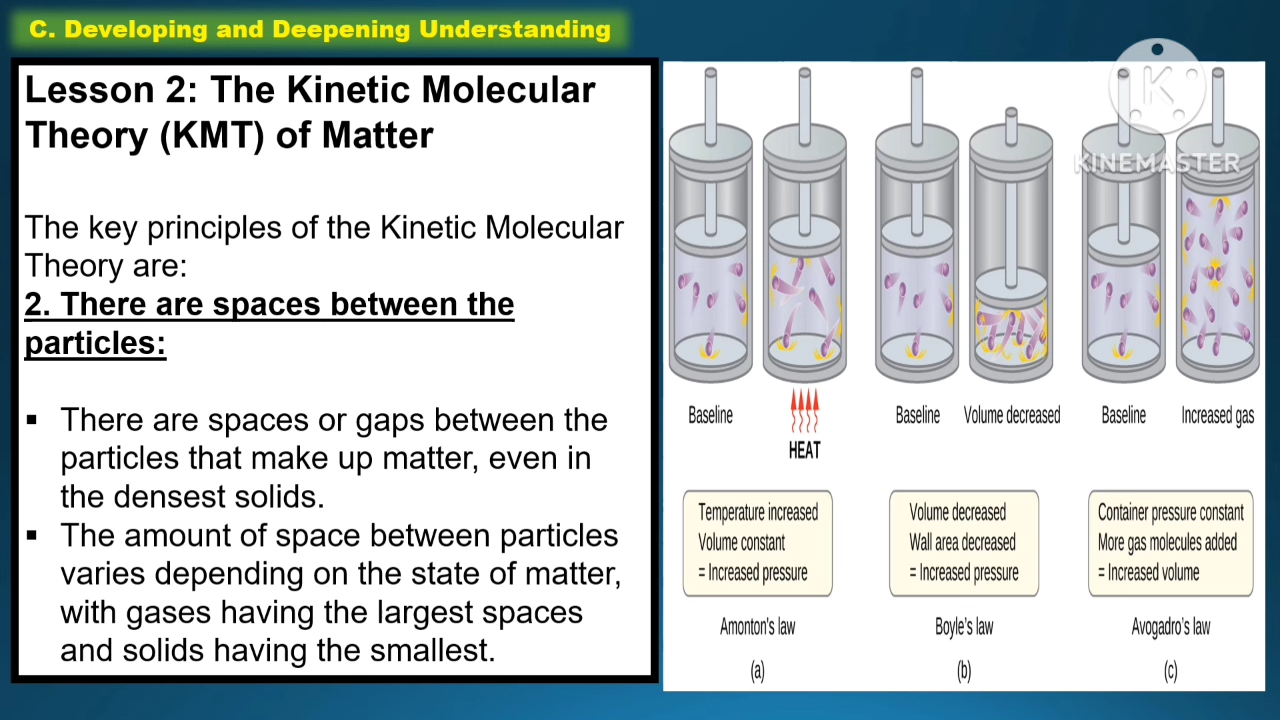 C. Developing and Deepening Understanding
Lesson 2: The Kinetic Molecular
Theory (KMT) of Matter
The key principles of the Kinetic Molecular
Theory are:
2. There are spaces between the
particles:
▪ There are spaces or gaps between the
particles that make up matter, even in
the densest solids.
▪ The amount of space between particles
varies depending on the state of matter,
with gases having the largest spaces
and solids having the smallest.
K
KINEMASTER
Baseline
HEAT
Baseline
Volume decreased
Baseline
Increased gas
Temperature increased
Volume constant
= Increased pressure
Amonton's law
(a)
Volume decreased
Wall area decreased
= Increased pressure
Boyle's law
(b)
Container pressure constant
More gas molecules added
= Increased volume
Avogadro's law
(c)